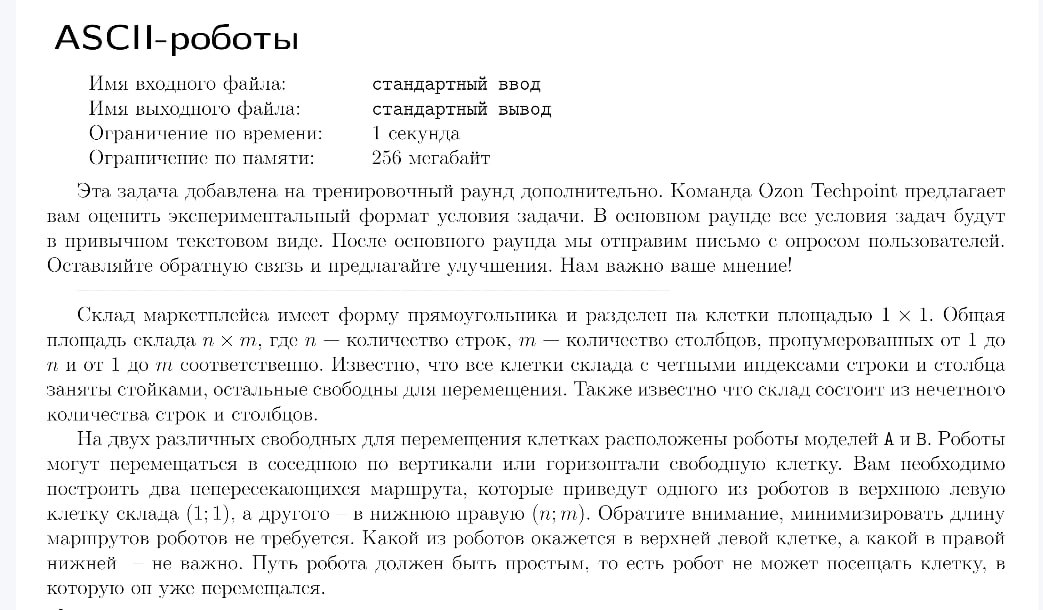 ASCII-роботы
Имя входного файла: стандартный ввод
Имя выходного файла: стандартный вывод
Ограничение по времени: 1 секунда
Ограничение по памяти: 256 мегабайт
Эта задача добавлена на тренировочный раунд дополнительно. Команда Ozon Techpoint предлагает
вам оценить экспериментальный формат условия задачи. В основном раунде все условия задач будут
в привычном текстовом виде. После основного раунда мы отправим письмо с опросом пользователей.
Оставляйте обратную связь и предлагайте улучшения. Нам важно ваше мнение!
Склад маркетплейса имеет форму прямоугольника и разделен на клетки площадью 1 × 1. Общая
площадь склада n × m, где n — количество строк, m — количество столбцов, пронумерованных от 1 до
n и от 1 до m соответственно. Известно, что все клетки склада с четными индексами строки и столбца
заняты стойками, остальные свободны для перемещения. Также известно что склад состоит из нечетного
количества строк и столбцов.
На двух различных свободных для перемещения клетках расположены роботы моделей A и B. Роботы
могут перемещаться в соседнюю по вертикали или горизонтали свободную клетку. Вам необходимо
построить два непересекающихся маршрута, которые приведут одного из роботов в верхнюю левую
клетку склада (1; 1), а другого – в нижнюю правую (n; m). Обратите внимание, минимизировать длину
маршрутов роботов не требуется. Какой из роботов окажется в верхней левой клетке, а какой в правой
нижней – не важно. Путь робота должен быть простым, то есть робот не может посещать клетку, в
которую он уже перемещался.